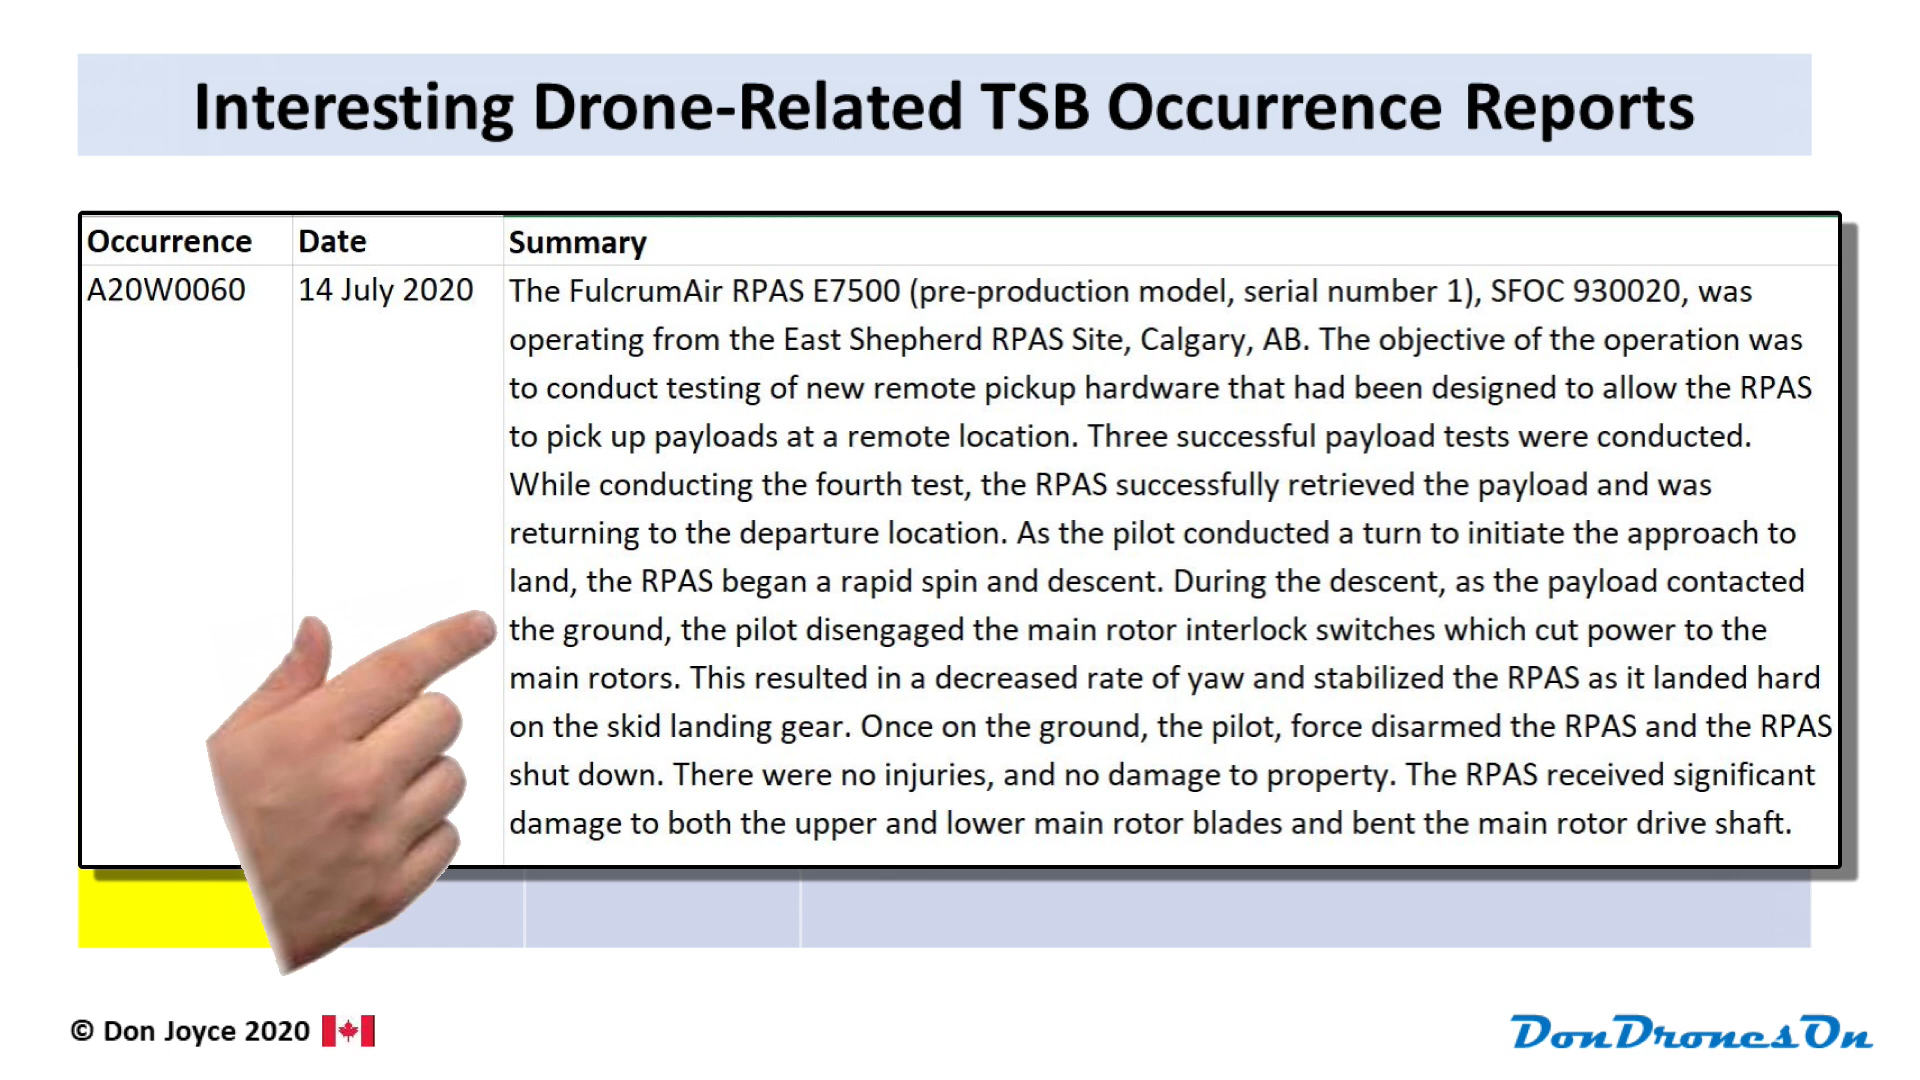 Interesting Drone-Related TSB Occurrence Reports
Occurrence Date Summary
A20W0060 14 July 2020 The FulcrumAir RPAS E7500 (pre-production model, serial number 1), SFOC 930020, was
operating from the East Shepherd RPAS Site, Calgary, AB. The objective of the operation was
to conduct testing of new remote pickup hardware that had been designed to allow the RPAS
to pick up payloads at a remote location. Three successful payload tests were conducted.
While conducting the fourth test, the RPAS successfully retrieved the payload and was
returning to the departure location. As the pilot conducted a turn to initiate the approach to
land, the RPAS began a rapid spin and descent. During the descent, as the payload contacted
the ground, the pilot disengaged the main rotor interlock switches which cut power to the
main rotors. This resulted in a decreased rate of yaw and stabilized the RPAS as it landed hard
on the skid landing gear. Once on the ground, the pilot, force disarmed the RPAS and the RPAS
shut down. There were no injuries, and no damage to property. The RPAS received significant
damage to both the upper and lower main rotor blades and bent the main rotor drive shaft.
© Don Joyce 2020
DonDronesOn